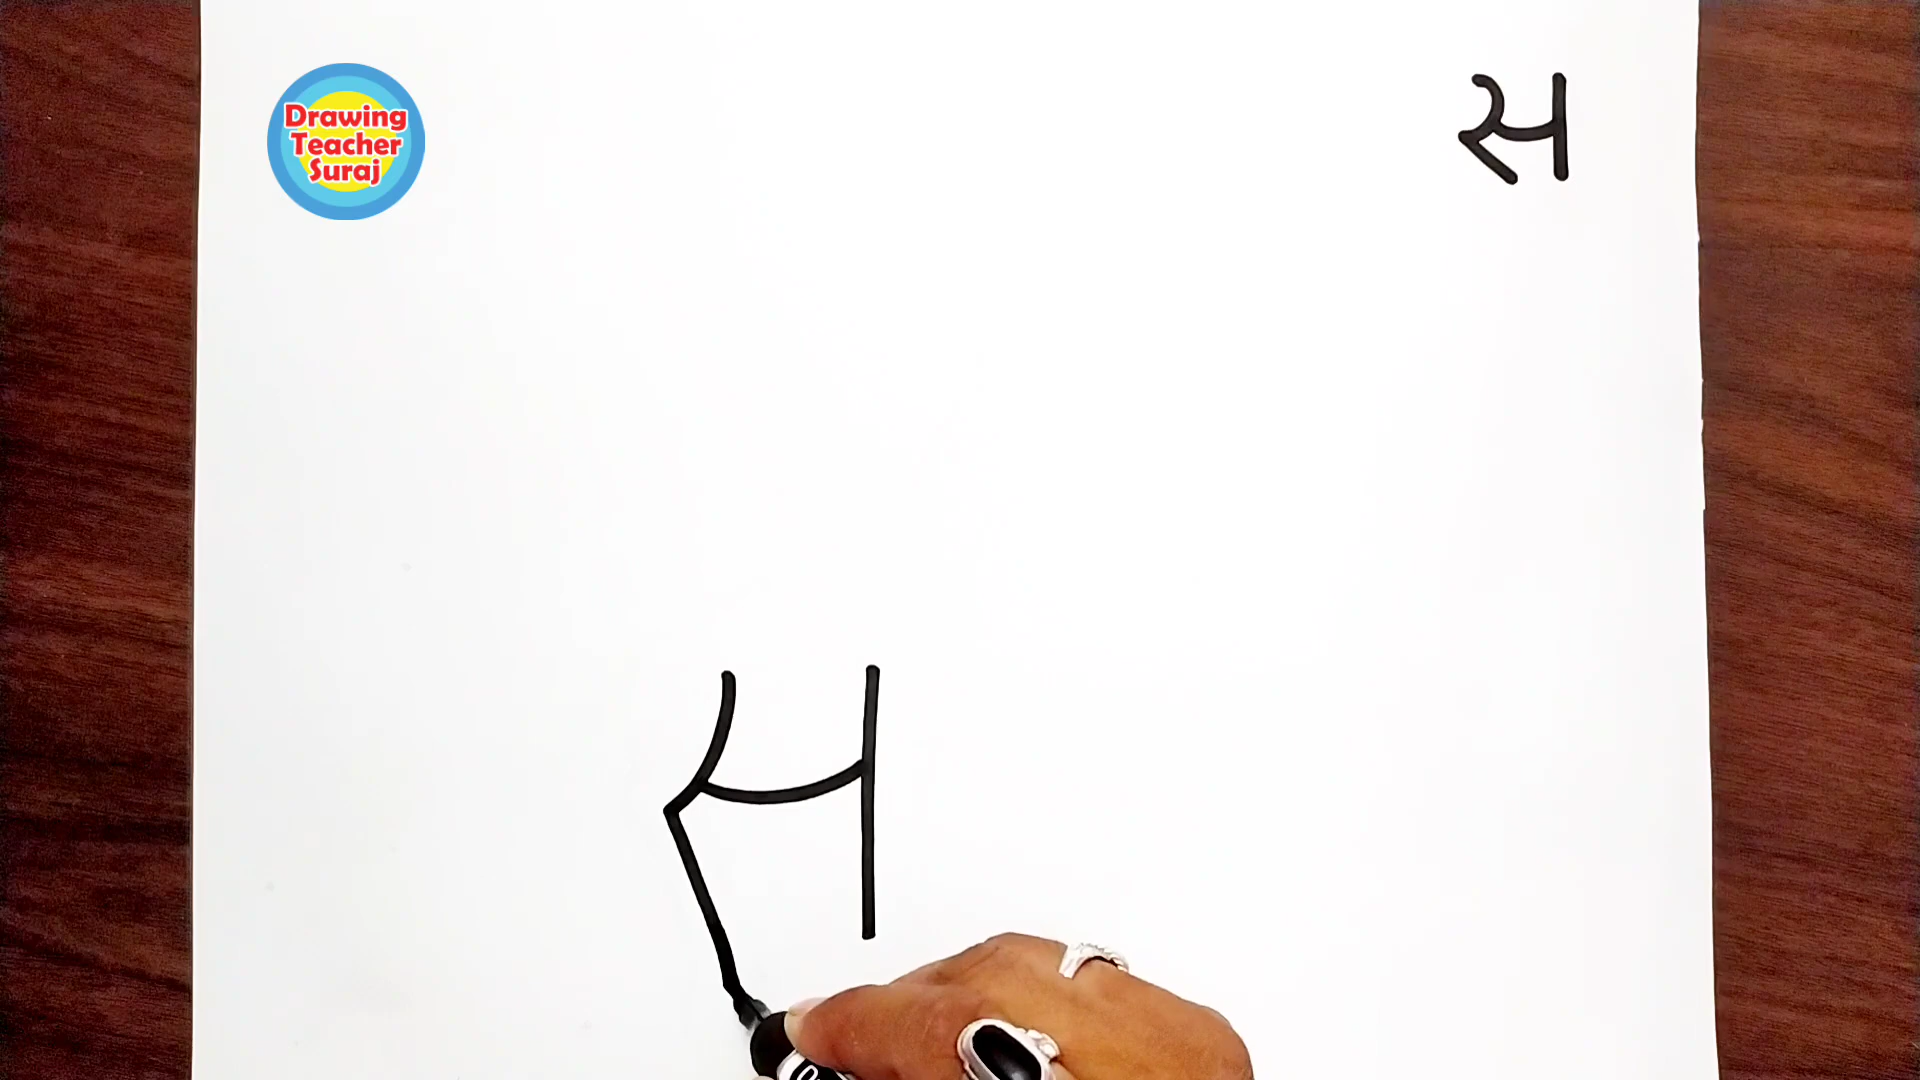 Drawing
Teacher
Suraj
સ
સ